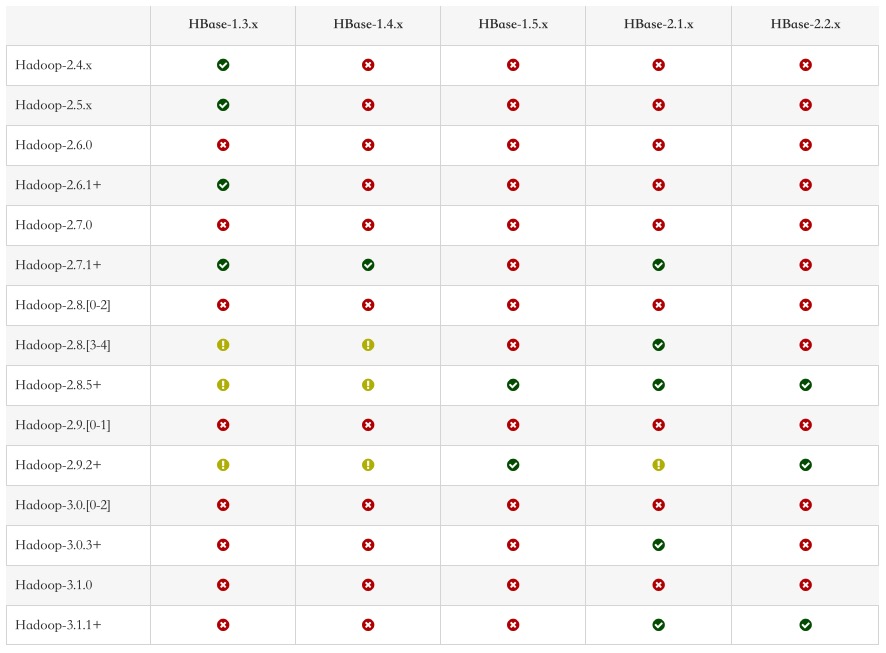 HBase-1.3.x HBase-1.4.x HBase-1.5.x HBase-2.1.x HBase-2.2.x
Hadoop-2.4.x
Hadoop-2.5.x
Hadoop-2.6.0
Hadoop-2.6.1+
Hadoop-2.7.0
Hadoop-2.7.1+
Hadoop-2.8.[0-2]
Hadoop-2.8.[3-4]
Hadoop-2.8.5+
Hadoop-2.9.[0-1]
Hadoop-2.9.2+
Hadoop-3.0.[0-2]
Hadoop-3.0.3+
Hadoop-3.1.0
Hadoop-3.1.1+